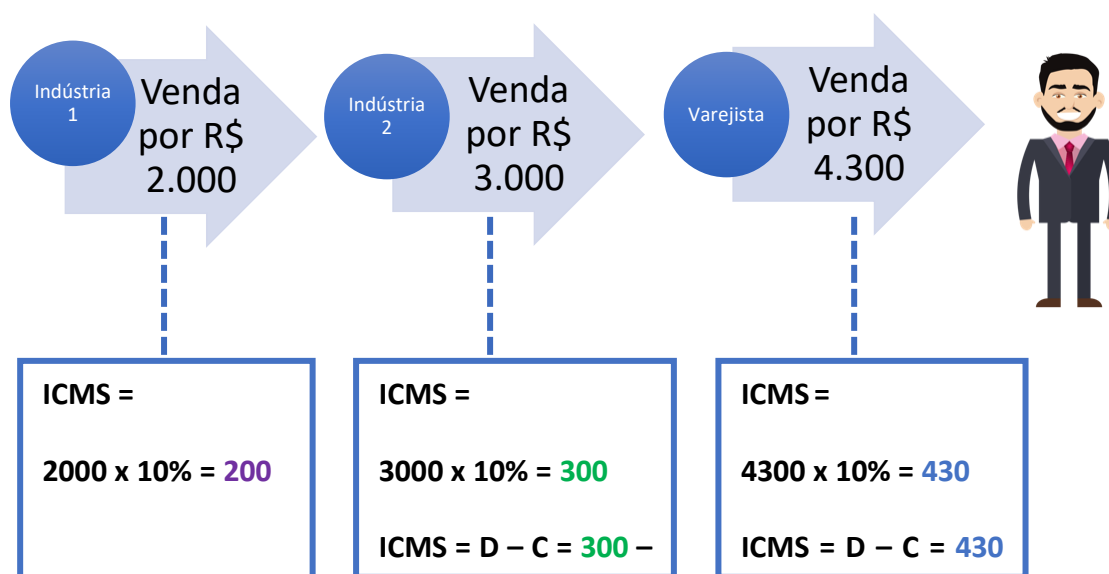 Indústria
1
Venda
por R$
2.000
Indústria
2
Venda
por R$
3.000
Varejista
Venda
por R$
4.300
ICMS =
2000 x 10% = 200
ICMS =
3000 x 10% = 300
ICMS = D – C = 300 –
ICMS =
4300 x 10% = 430
ICMS = D – C = 430